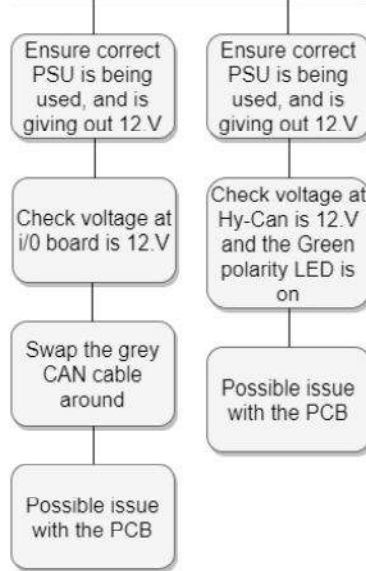 Ensure correct
PSU is being
used, and is
giving out 12.V
Check voltage at
i/0 board is 12.V
Swap the grey
CAN cable
around
Possible issue
with the PCB
Ensure correct
PSU is being
used, and is
giving out 12.V
Check voltage at
Hy-Can is 12.V
and the Green
polarity LED is
on
Possible issue
with the PCB